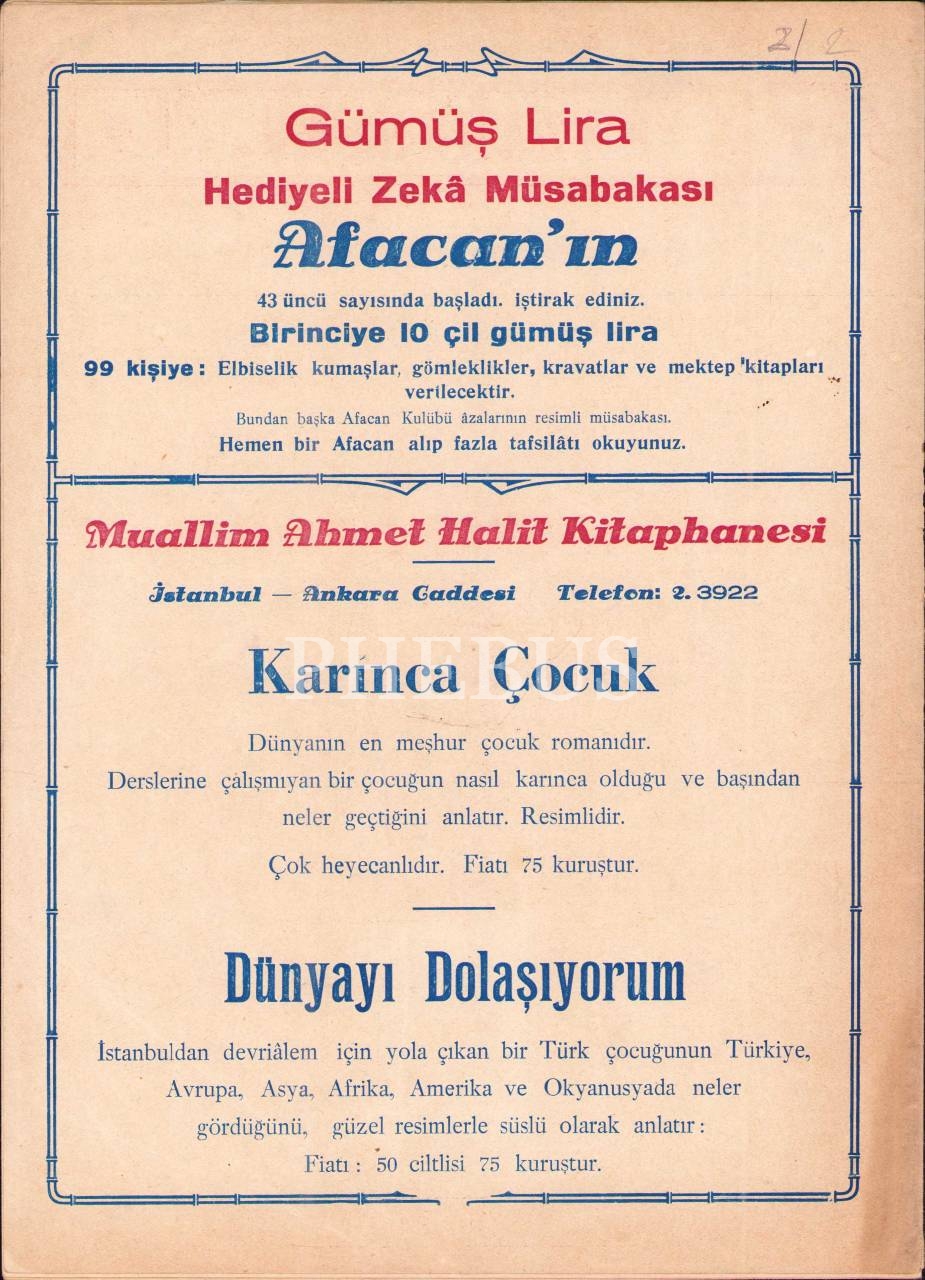 2/2
Gümüş Lira
Hediyeli Zekâ Müsabakası
Afacan'ın
43 üncü sayısında başladı. iştirak ediniz.
Birinciye 10 çil gümüş lira
99 kişiye: Elbiselik kumaşlar, gömleklikler, kravatlar ve mektep kitapları
verilecektir.
Bundan başka Afacan Kulübü âzalarının resimli müsabakası.
Hemen bir Afacan alıp fazla tafsilâtı okuyunuz.
Muallim Ahmet Halit Kitaphanesi
İstanbul — Ankara Caddesi Telefon: 2. 3922
PHEBUS
Karınca Çocuk
Dünyanın en meşhur çocuk romanıdır.
Derslerine çalışmıyan bir çocuğun nasıl karınca olduğu ve başından
neler geçtiğini anlatır. Resimlidir.
Çok heyecanlıdır. Fiatı 75 kuruştur.
Dünyayı Dolaşıyorum
İstanbuldan devriâlem için yola çıkan bir Türk çocuğunun Türkiye,
Avrupa, Asya, Afrika, Amerika ve Okyanusyada neler
gördüğünü, güzel resimlerle süslü olarak anlatır :
Fiatı : 50 ciltlisi 75 kuruştur.